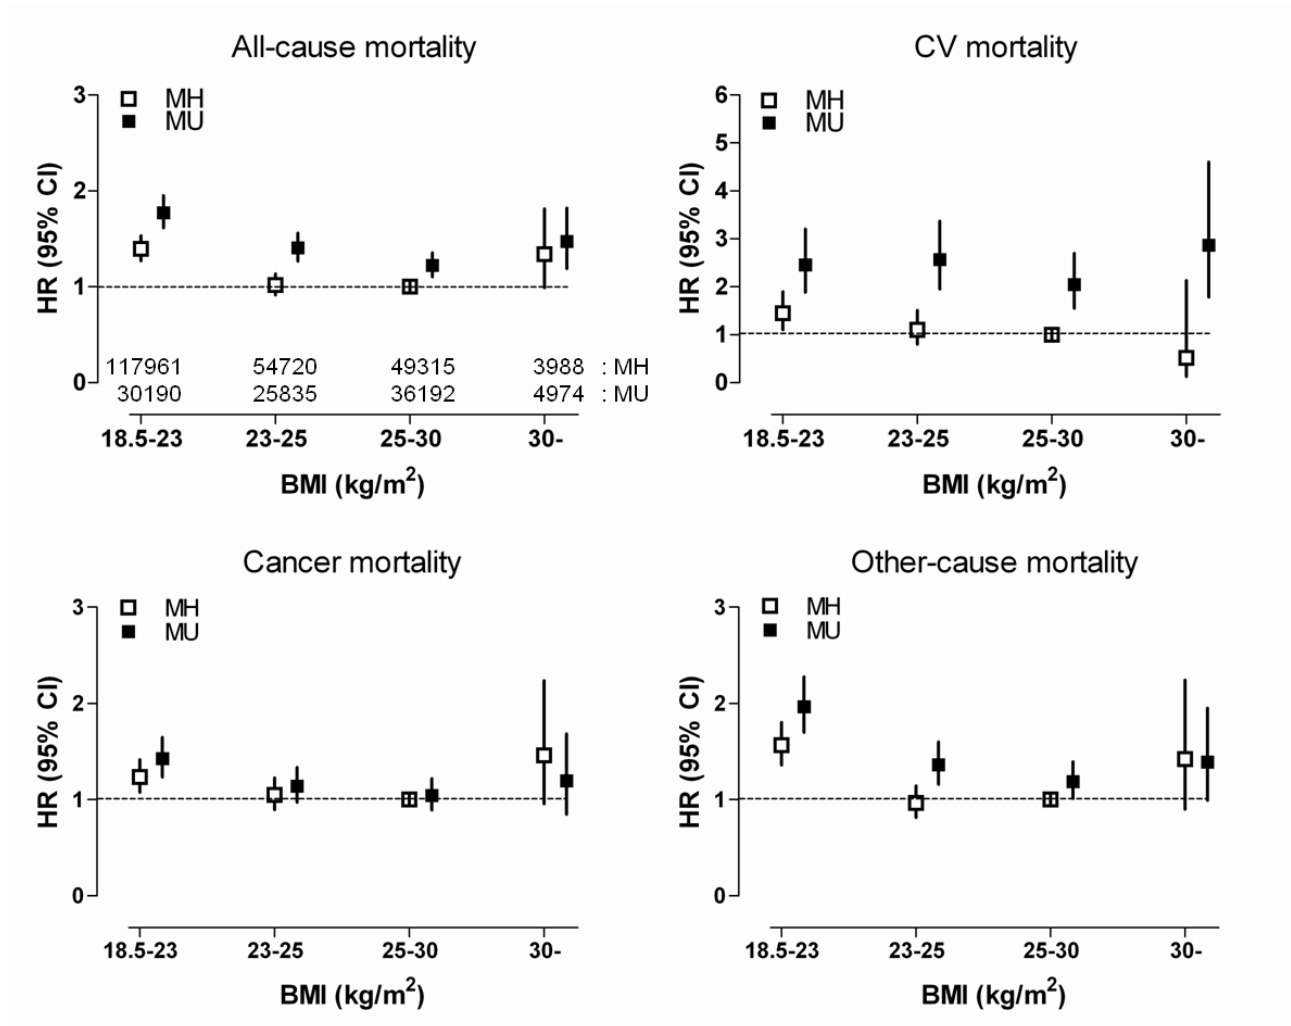 All-cause mortality
3
MH
MU
2
HR (95% CI)
1
117961 54720 49315 3988 : MH
0
30190 25835 36192 4974 : MU
18.5-23 23-25 25-30 30-
BMI (kg/m²)
CV mortality
6
MH
MU
5
4
HR (95% CI)
3
2
1
0
18.5-23 23-25 25-30 30-
BMI (kg/m²)
Cancer mortality
3
MH
MU
2
HR (95% CI)
1
0
18.5-23 23-25 25-30 30-
BMI (kg/m²)
Other-cause mortality
3
MH
MU
2
HR (95% CI)
1
0
18.5-23 23-25 25-30 30-
BMI (kg/m²)